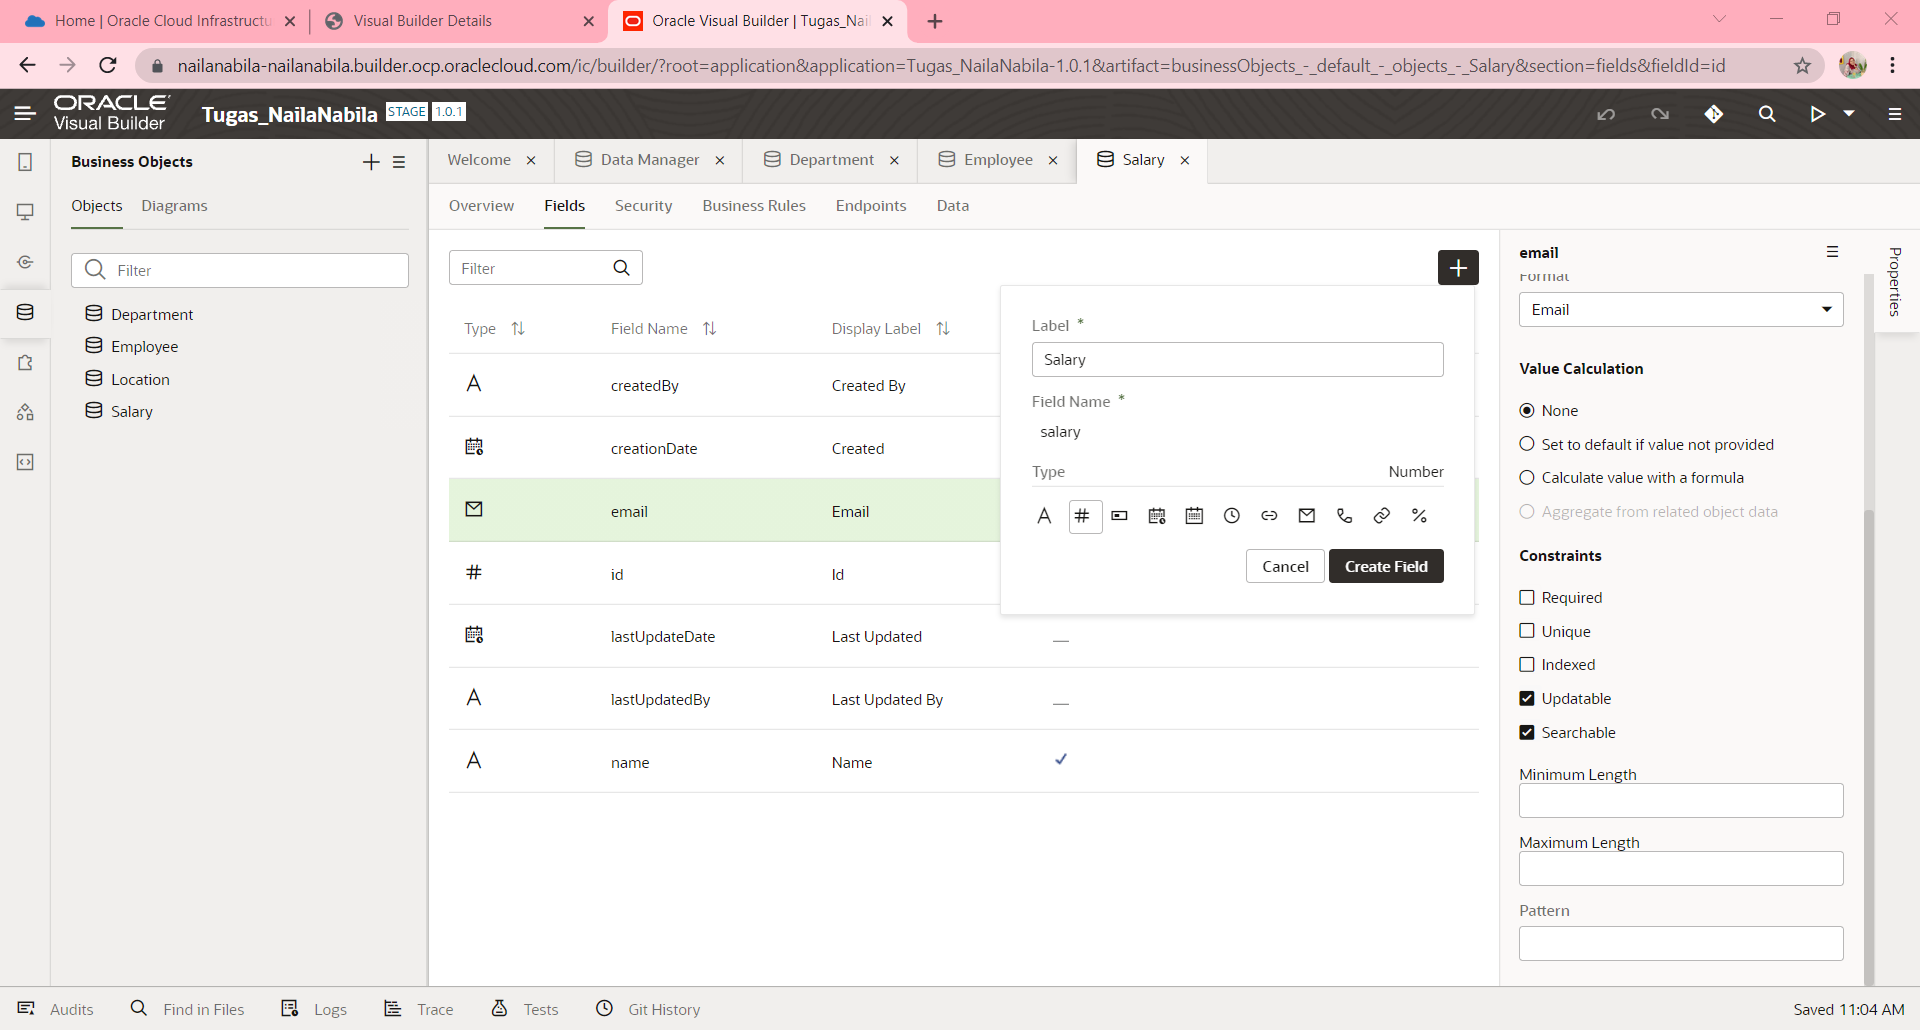 Home | Oracle Cloud Infrastructu
Visual Builder Details
Oracle Visual Builder | Tugas_Nail
nailanabila-nailanabila.builder.ocp.oraclecloud.com/ic/builder/?root=application&application=Tugas_NailaNabila-1.0.1&artifact=businessObjects_-_default_-_objects_-_Salary&section=fields&fieldId=id
ORACLE
Visual Builder
Tugas_NailaNabila STAGE 1.0.1
Business Objects
Objects Diagrams
Filter
Department
Employee
Location
Salary
Welcome Data Manager Department Employee Salary
Overview Fields Security Business Rules Endpoints Data
Filter
Type Field Name Display Label
A createdBy Created By
creationDate Created
email Email
# id Id
lastUpdateDate Last Updated
A lastUpdatedBy Last Updated By
A name Name
Label *
Salary
Field Name *
salary
Type Number
A #
%
Cancel Create Field
email
Format
Email
Value Calculation
None
Set to default if value not provided
Calculate value with a formula
Aggregate from related object data
Constraints
Required
Unique
Indexed
Updatable
Searchable
Minimum Length
Maximum Length
Pattern
Properties
Audits Find in Files Logs Trace Tests Git History Saved 11:04 AM